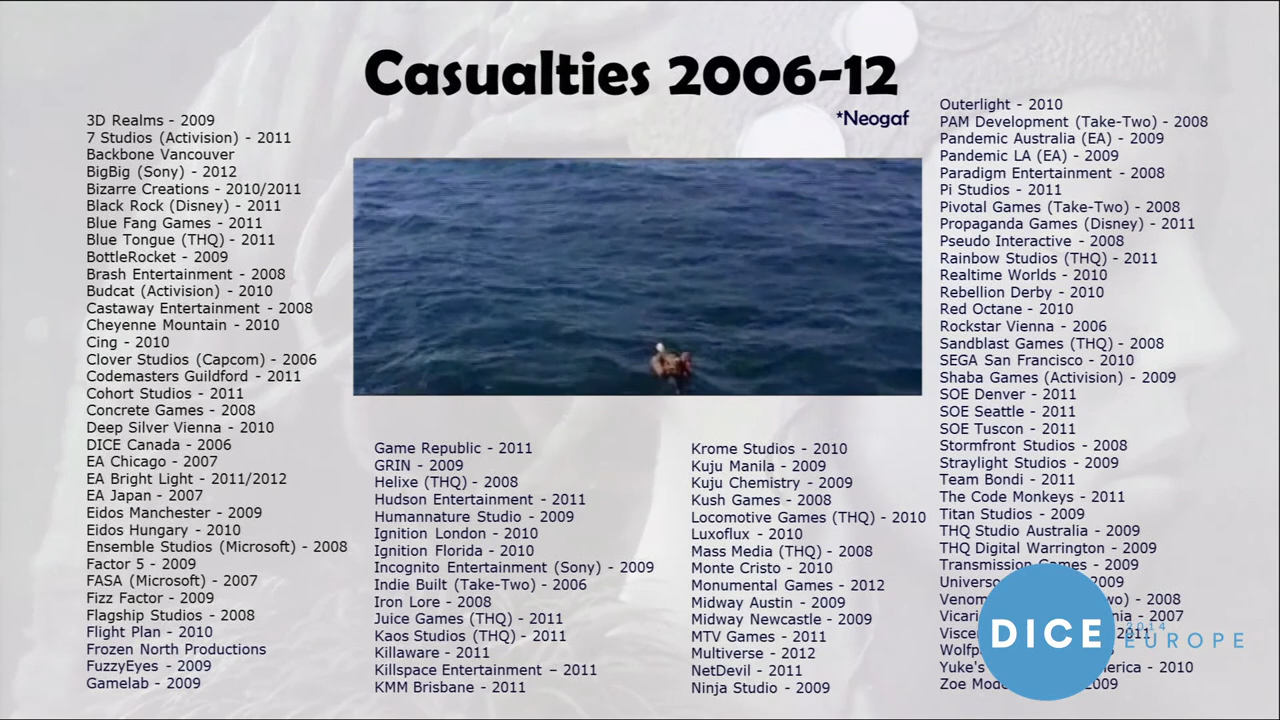 Casualties 2006-12
*Neogaf
3D Realms - 2009
7 Studios (Activision) - 2011
Backbone Vancouver
BigBig (Sony) - 2012
Bizarre Creations - 2010/2011
Black Rock (Disney) - 2011
Blue Fang Games - 2011
Blue Tongue (THQ) - 2011
BottleRocket - 2009
Brash Entertainment - 2008
Budcat (Activision) - 2010
Castaway Entertainment - 2008
Cheyenne Mountain - 2010
Cing - 2010
Clover Studios (Capcom) - 2006
Codemasters Guildford - 2011
Cohort Studios - 2011
Concrete Games - 2008
Deep Silver Vienna - 2010
DICE Canada - 2006
EA Chicago - 2007
EA Bright Light - 2011/2012
EA Japan - 2007
Eidos Manchester - 2009
Eidos Hungary - 2010
Ensemble Studios (Microsoft) - 2008
Factor 5 - 2009
FASA (Microsoft) - 2007
Fizz Factor - 2009
Flagship Studios - 2008
Flight Plan - 2010
Frozen North Productions
FuzzyEyes - 2009
Gamelab - 2009
Game Republic - 2011
GRIN - 2009
Helixe (THQ) - 2008
Hudson Entertainment - 2011
Humannature Studio - 2009
Ignition London - 2010
Ignition Florida - 2010
Incognito Entertainment (Sony) - 2009
Indie Built (Take-Two) - 2006
Iron Lore - 2008
Juice Games (THQ) - 2011
Kaos Studios (THQ) - 2011
Killaware - 2011
Killspace Entertainment – 2011
KMM Brisbane - 2011
Krome Studios - 2010
Kuju Manila - 2009
Kuju Chemistry - 2009
Kush Games - 2008
Locomotive Games (THQ) - 2010
Luxoflux - 2010
Mass Media (THQ) - 2008
Monte Cristo - 2010
Monumental Games - 2012
Midway Austin - 2009
Midway Newcastle - 2009
MTV Games - 2011
Multiverse - 2012
NetDevil - 2011
Ninja Studio - 2009
Outerlight - 2010
PAM Development (Take-Two) - 2008
Pandemic Australia (EA) - 2009
Pandemic LA (EA) - 2009
Paradigm Entertainment - 2008
Pi Studios - 2011
Pivotal Games (Take-Two) - 2008
Propaganda Games (Disney) - 2011
Pseudo Interactive - 2008
Rainbow Studios (THQ) - 2011
Realtime Worlds - 2010
Rebellion Derby - 2010
Red Octane - 2010
Rockstar Vienna - 2006
Sandblast Games (THQ) - 2008
SEGA San Francisco - 2010
Shaba Games (Activision) - 2009
SOE Denver - 2011
SOE Seattle - 2011
SOE Tuscon - 2011
Stormfront Studios - 2008
Straylight Studios - 2009
Team Bondi - 2011
The Code Monkeys - 2011
Titan Studios - 2009
THQ Studio Australia - 2009
THQ Digital Warrington - 2009
Transmission Games - 2009
2009
Venom - 2008
- 2007
2011
Yuke's - 2010
Zoe 2009
DICE
2014
EUROPE